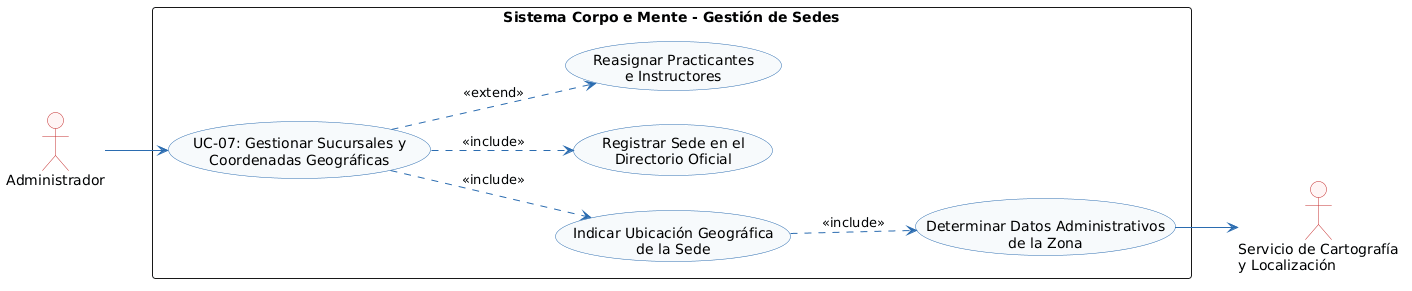 Sistema Corpo e Mente - Gestión de Sedes
Reasignar Practicantes
e Instructores
«extend»
UC-07: Gestionar Sucursales y
Coordenadas Geográficas
«include»
Registrar Sede en el
Directorio Oficial
Administrador
«include»
Indicar Ubicación Geográfica
de la Sede
«include»
Determinar Datos Administrativos
de la Zona
Servicio de Cartografía
y Localización